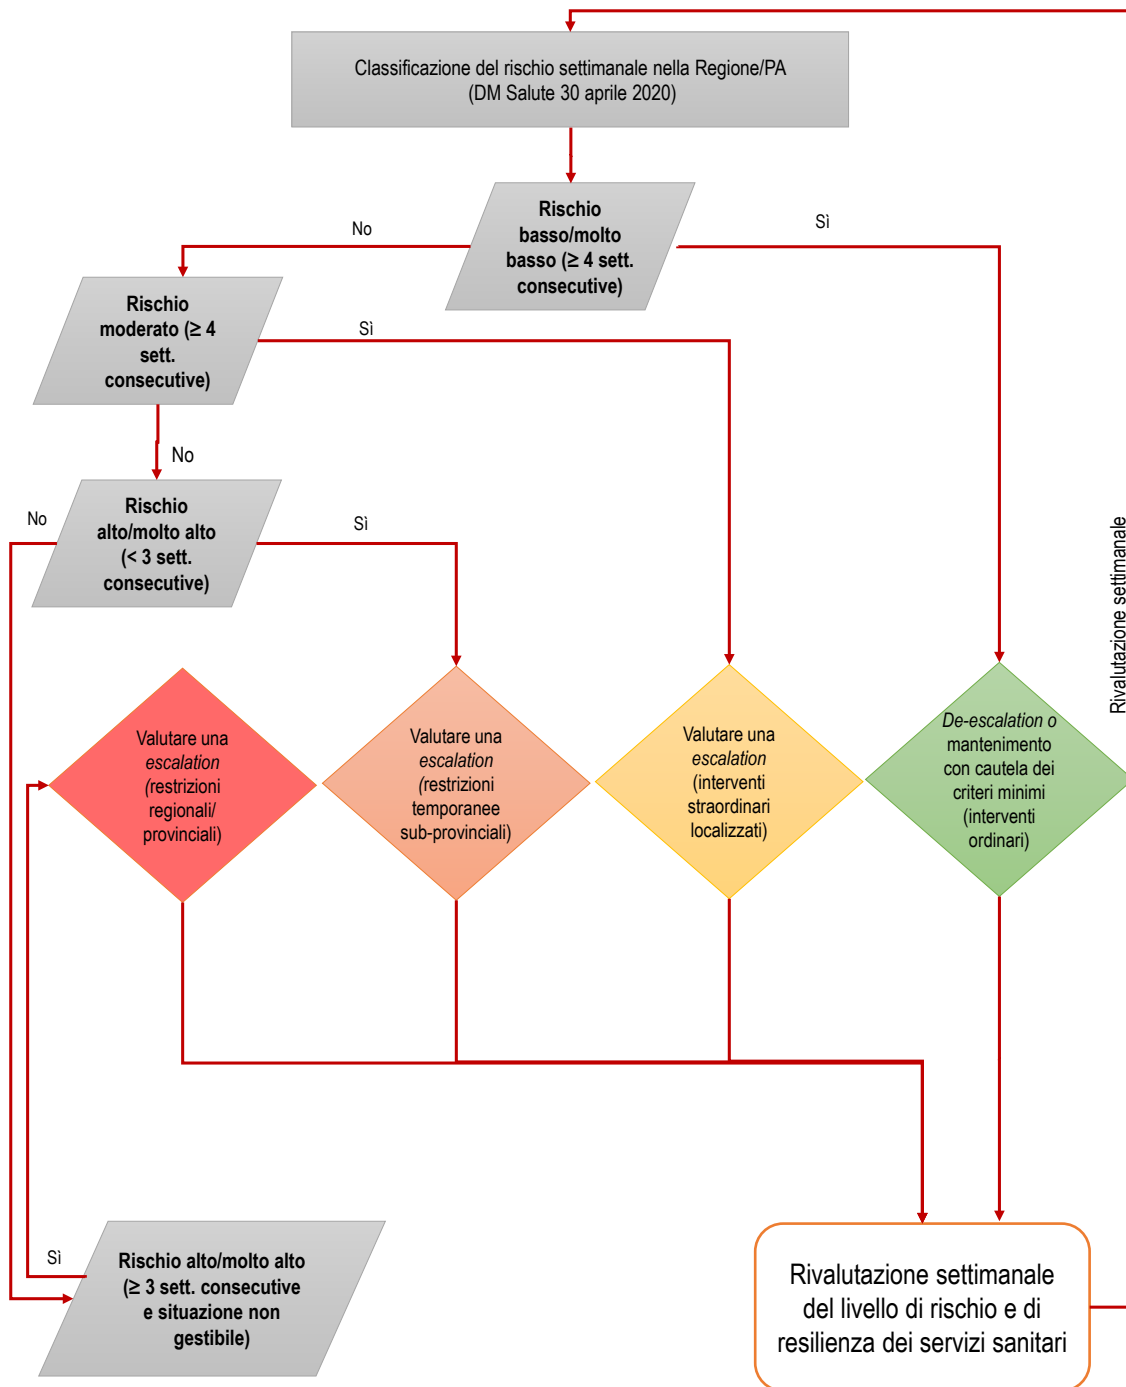 Classificazione del rischio settimanale nella Regione/PA
(DM Salute 30 aprile 2020)
Rischio
basso/molto
basso (≥ 4 sett.
consecutive)
No
Sì
Rischio
moderato (≥ 4
sett.
consecutive)
Sì
No
Rischio
alto/molto alto
(< 3 sett.
consecutive)
No
Sì
Rivalutazione settimanale
Valutare una
escalation
(restrizioni
regionali/
provinciali)
Valutare una
escalation
(restrizioni
temporanee
sub-provinciali)
Valutare una
escalation
(interventi
straordinari
localizzati)
De-escalation o
mantenimento
con cautela dei
criteri minimi
(interventi
ordinari)
Sì
Rischio alto/molto alto
(≥ 3 sett. consecutive
e situazione non
gestibile)
Rivalutazione settimanale
del livello di rischio e di
resilienza dei servizi sanitari